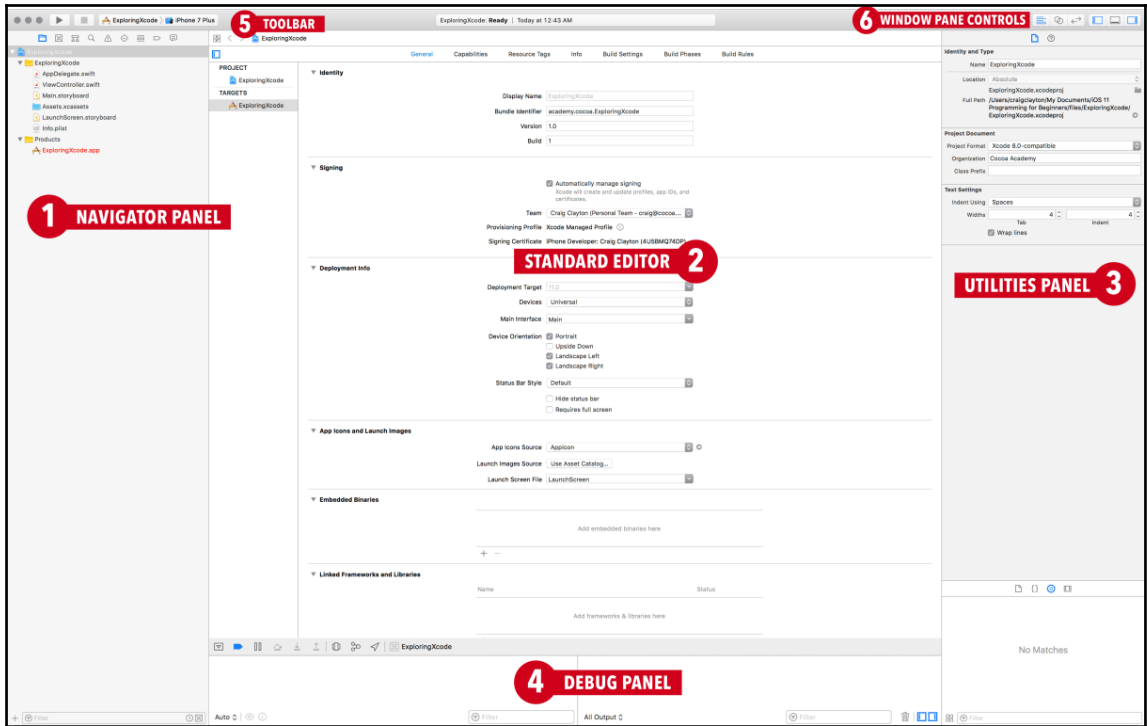 ExploringXcode iPhone 7 Plus
5 TOOLBAR
ExploringXcode: Ready | Today at 12:43 AM
6 WINDOW PANE CONTROLS
ExploringXcode
ExploringXcode
AppDelegate.swift
ViewController.swift
Main.storyboard
Assets.xcassets
LaunchScreen.storyboard
Info.plist
Products
ExploringXcode.app
1 NAVIGATOR PANEL
Filter
ExploringXcode
General Capabilities Resource Tags Info Build Settings Build Phases Build Rules
PROJECT
ExploringXcode
TARGETS
ExploringXcode
Identity
Display Name ExploringXcode
Bundle Identifier academy.cocoa.ExploringXcode
Version 1.0
Build 1
Signing
Automatically manage signing
Xcode will create and update profiles, app IDs, and
certificates.
Team Craig Clayton (Personal Team - craig@cocoa....
Provisioning Profile Xcode Managed Profile
Signing Certificate iPhone Developer: Craig Clayton (4U5BMQ74DP)
STANDARD EDITOR 2
Deployment Info
Deployment Target 11.0
Devices Universal
Main Interface Main
Device Orientation Portrait
Upside Down
Landscape Left
Landscape Right
Status Bar Style Default
Hide status bar
Requires full screen
App Icons and Launch Images
App Icons Source AppIcon
Launch Images Source Use Asset Catalog...
Launch Screen File LaunchScreen
Embedded Binaries
Add embedded binaries here
Linked Frameworks and Libraries
Name Status
Add frameworks & libraries here
ExploringXcode
4 DEBUG PANEL
Auto Filter All Output Filter
Identity and Type
Name ExploringXcode
Location Absolute
ExploringXcode.xcodeproj
Full Path /Users/craigclayton/My Documents/iOS 11
Programming for Beginners/files/ExploringXcode/
ExploringXcode.xcodeproj
Project Document
Project Format Xcode 8.0-compatible
Organization Cocoa Academy
Class Prefix
Text Settings
Indent Using Spaces
Widths 4 4
Tab Indent
Wrap lines
UTILITIES PANEL 3
No Matches
Filter